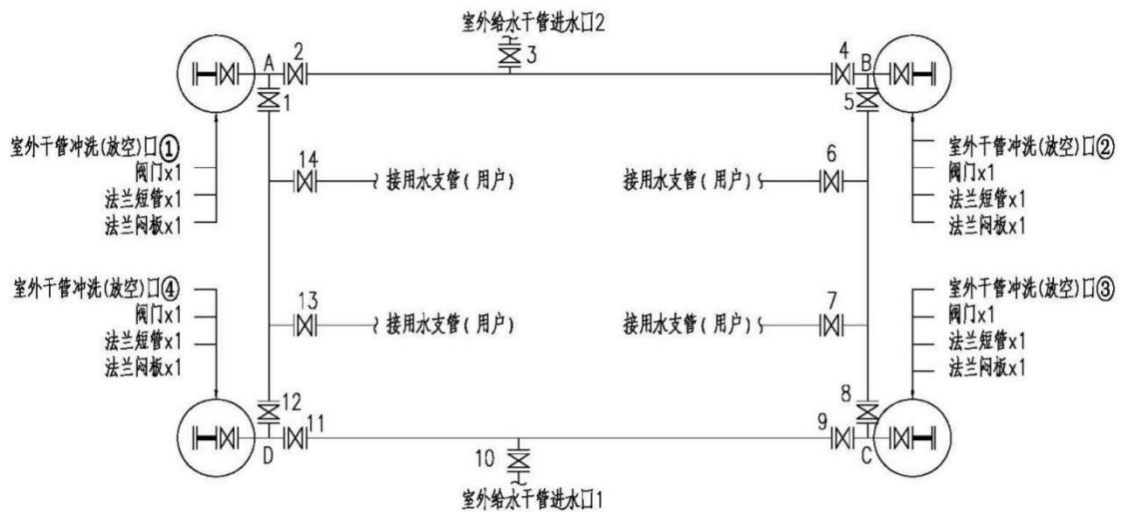 室外给水干管进水口2
A
2
3
4
B
1
5
室外干管冲洗(放空)口①
阀门x1
法兰短管x1
法兰闷板x1
14
接用水支管(用户)
接用水支管(用户)
6
室外干管冲洗(放空)口②
阀门x1
法兰短管x1
法兰闷板x1
室外干管冲洗(放空)口④
阀门x1
法兰短管x1
法兰闷板x1
13
接用水支管(用户)
接用水支管(用户)
7
室外干管冲洗(放空)口③
阀门x1
法兰短管x1
法兰闷板x1
12
8
D
11
10
9
C
室外给水干管进水口1